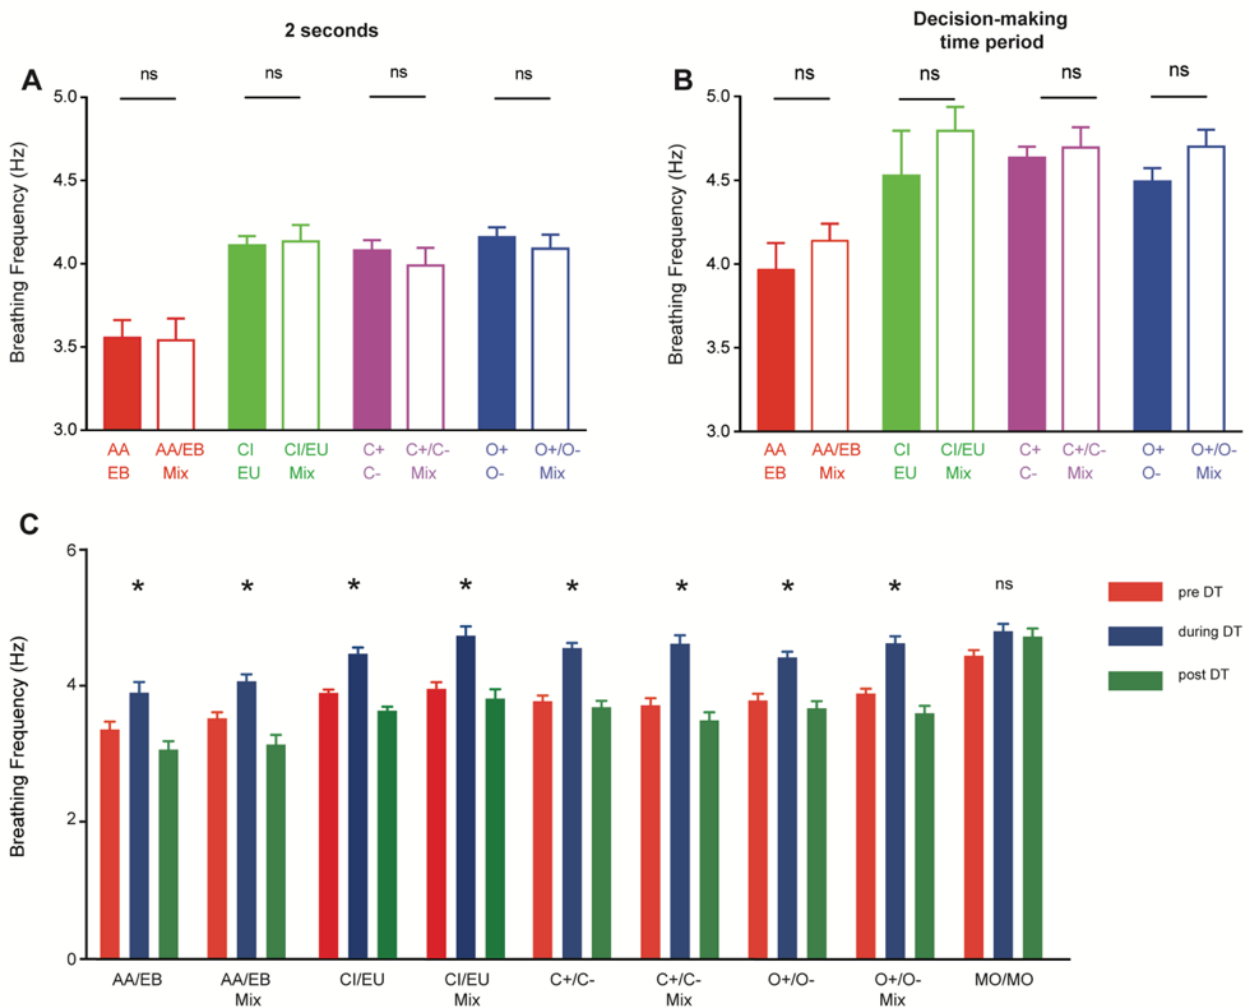 2 seconds
A
ns ns ns ns
5.0
4.5
4.0
3.5
3.0
Breathing Frequency (Hz)
AA AA/EB CI CI/EU C+ C+/C- O+ O+/O-
EB Mix EU Mix C- Mix O- Mix
Decision-making
time period
B
ns ns ns ns
5.0
4.5
4.0
3.5
3.0
Breathing Frequency (Hz)
AA AA/EB CI CI/EU C+ C+/C- O+ O+/O-
EB Mix EU Mix C- Mix O- Mix
C
6
4
2
0
Breathing Frequency (Hz)
* * * * * * * * ns
pre DT
during DT
post DT
AA/EB AA/EB CI/EU CI/EU C+/C- C+/C- O+/O- O+/O- MO/MO
Mix Mix Mix Mix